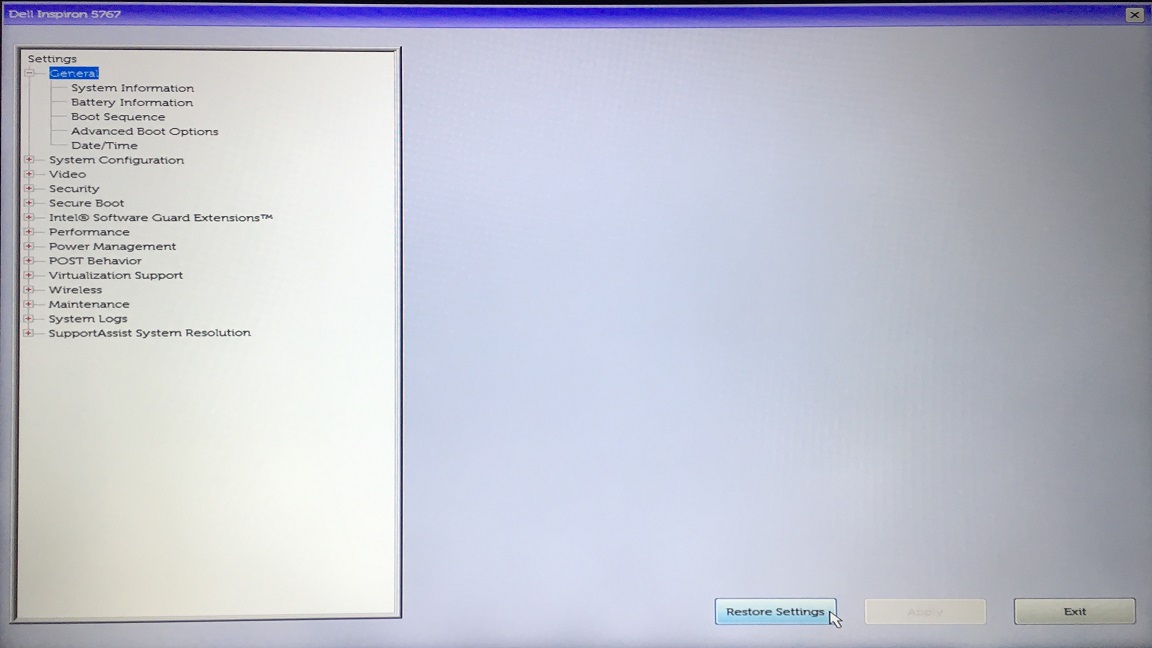 Dell Inspiron 5767
Settings
General
System Information
Battery Information
Boot Sequence
Advanced Boot Options
Date/Time
System Configuration
Video
Security
Secure Boot
Intel® Software Guard Extensions™
Performance
Power Management
POST Behavior
Virtualization Support
Wireless
Maintenance
System Logs
SupportAssist System Resolution
Restore Settings Apply Exit